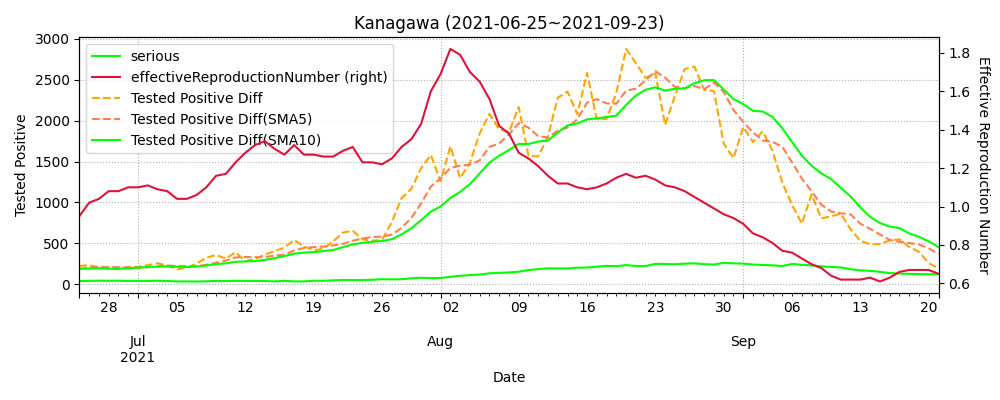 Kanagawa (2021-06-25~2021-09-23)
serious
effectiveReproductionNumber (right)
Tested Positive Diff
Tested Positive Diff(SMA5)
Tested Positive Diff(SMA10)
Tested Positive
3000
2500
2000
1500
1000
500
0
1.8
1.6
1.4
1.2
1.0
0.8
0.6
Effective Reproduction Number
28 05 12 19 26 02 09 16 23 30 06 13 20
Jul Aug Sep
2021
Date